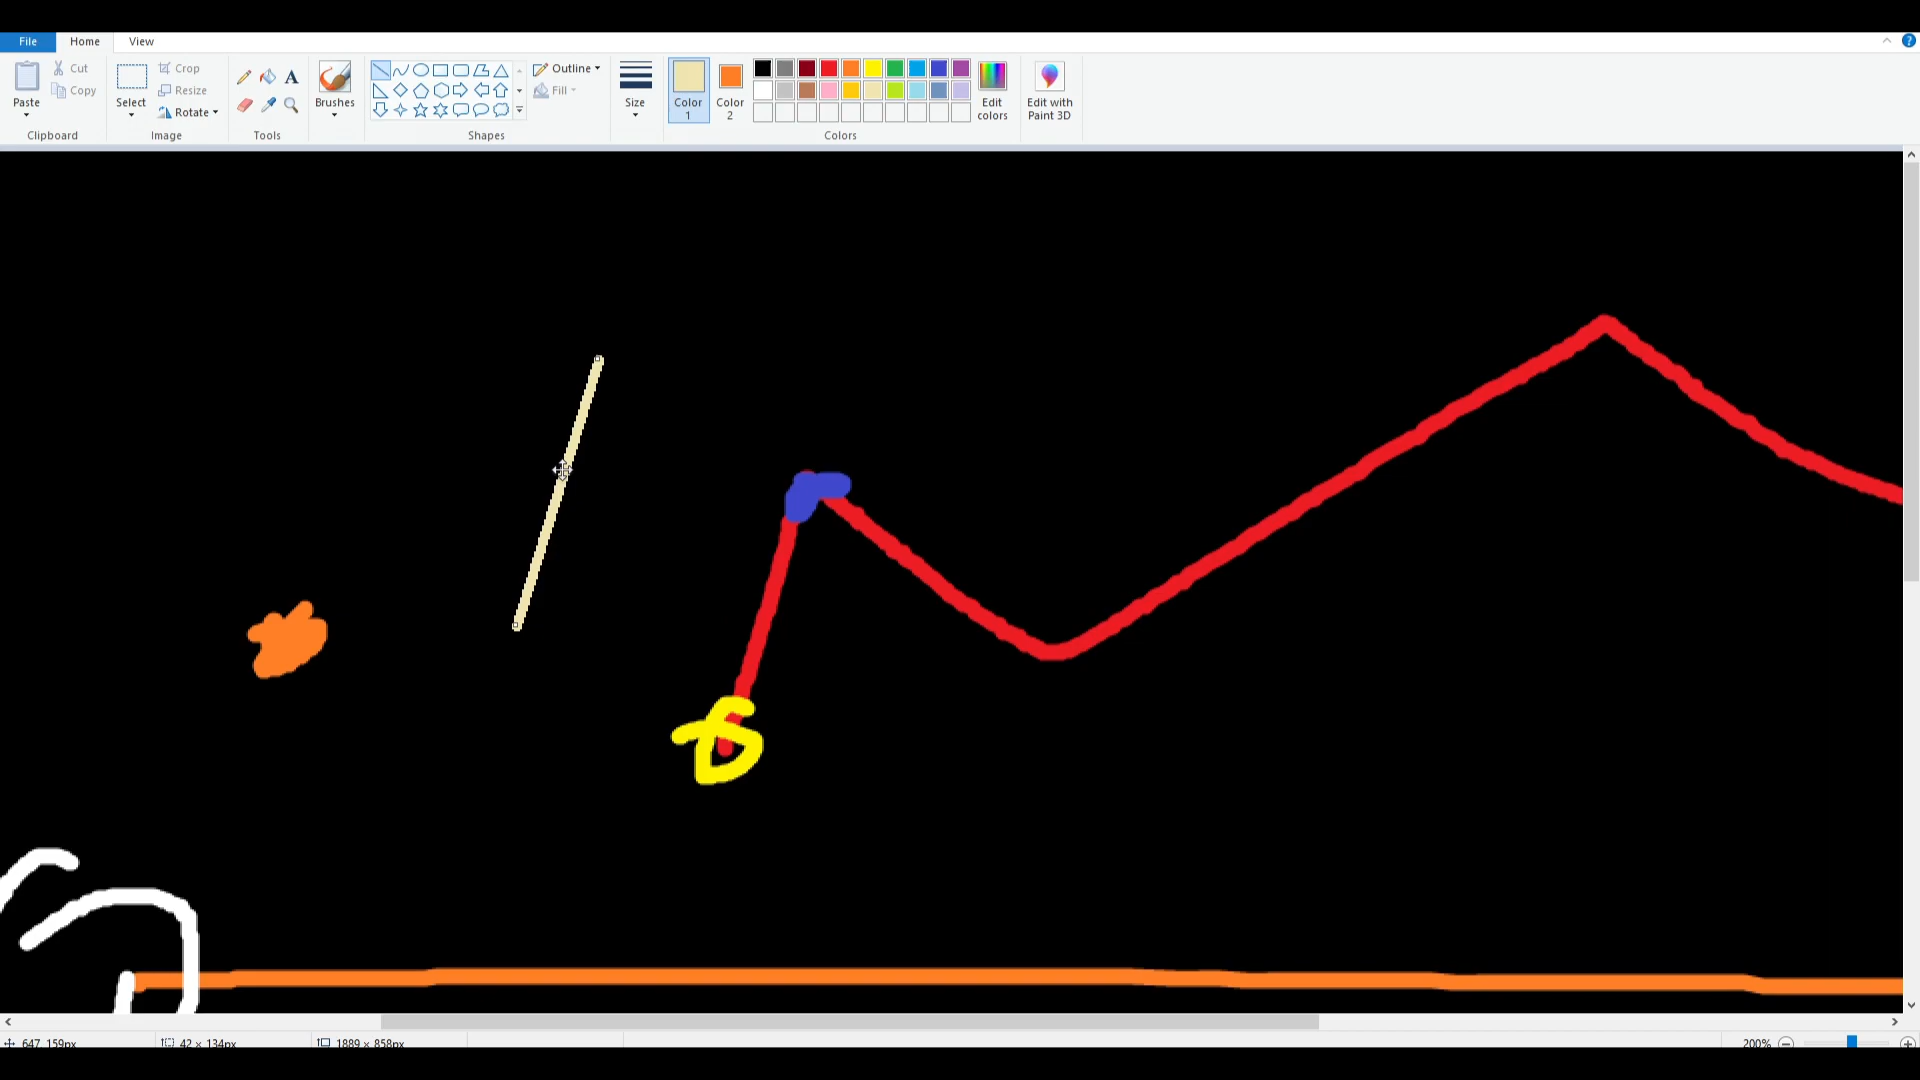 File Home View
Paste Cut Copy Clipboard
Select Crop Resize Rotate Image
A Tools
Brushes
Outline Fill Shapes
Size
Color 1 Color 2 Edit colors Colors
Edit with Paint 3D
647, 159px 42 × 134px 1889 × 858px 200%